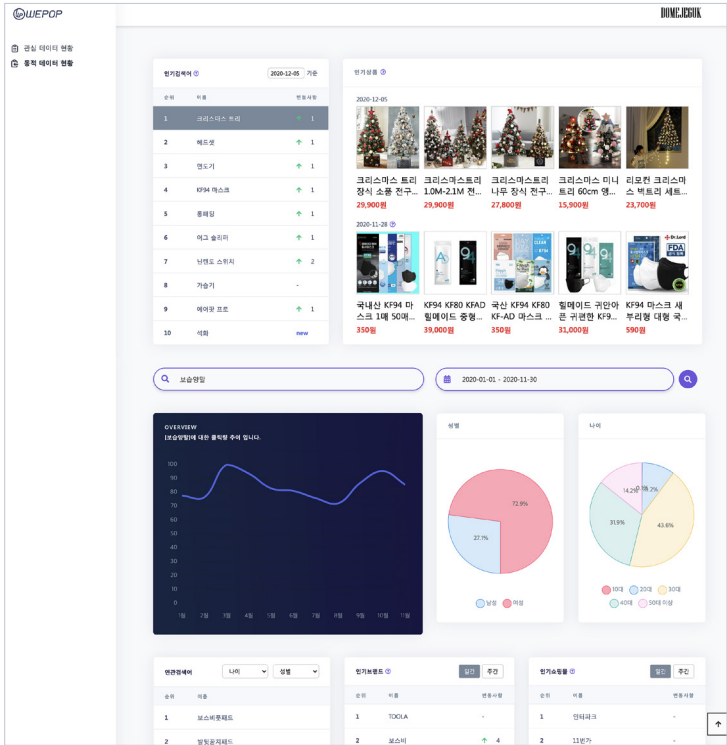 WEPOP
DOMEJEGUK
관심 데이터 현황
동적 데이터 현황
인기검색어
2020-12-05 기준
순위 이름 변동사항
1 크리스마스 트리 ↑ 1
2 헤드셋 ↑ 1
3 면도기 ↑ 1
4 KF94 마스크 ↑ 1
5 롱패딩 ↑ 1
6 어그 슬리퍼 ↑ 1
7 닌텐도 스위치 ↑ 2
8 가습기 -
9 에어팟 프로 ↑ 1
10 석화 new
인기상품
2020-12-05
크리스마스 트리 장식 소품 전구...
29,900원
크리스마스트리 1.0M-2.1M 전...
29,900원
크리스마스트리 나무 장식 전구...
27,800원
크리스마스 미니 트리 60cm 앵...
15,900원
리모컨 크리스마스 벽트리 세트...
23,700원
2020-11-28
국내산 KF94 마스크 1매 50매...
350원
KF94 KF80 KFAD 힐메이드 중형...
39,000원
국산 KF94 KF80 KF-AD 마스크 ...
350원
힐메이드 귀안아픈 귀편한 KF9...
31,000원
Dr.Lord
FDA
KF94 마스크 새부리형 대형 국...
590원
보습양말
2020-01-01 - 2020-11-30
OVERVIEW
[보습양말]에 대한 클릭량 추이 입니다.
100
90
80
70
60
50
40
30
20
10
0
1월 2월 3월 4월 5월 6월 7월 8월 9월 10월 11월
성별
72.9%
27.1%
남성 여성
나이
14.2%
43.6%
31.9%
10대 20대 30대
40대 50대 이상
연관검색어
나이 성별
순위 이름
1 보스비풋패트
2 발뒷꿈치패드
인기브랜드
일간 주간
순위 이름 변동사항
1 TOOLA -
2 보스비 ↑ 4
인기쇼핑몰
월간 주간
순위 이름 변동사항
1 인터파크 -
2 11번가 -